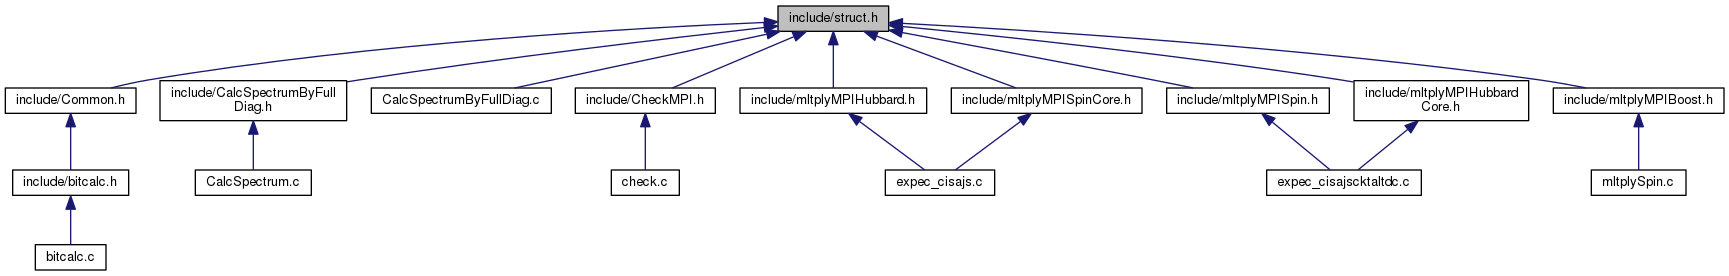 include/struct.h
include/Common.h
include/CalcSpectrumByFull
Diag.h
CalcSpectrumByFullDiag.c
include/CheckMPI.h
include/mltplyMPIHubbard.h
include/mltplyMPISpinCore.h
include/mltplyMPISpin.h
include/mltplyMPIHubbard
Core.h
include/mltplyMPIBoost.h
include/bitcalc.h
CalcSpectrum.c
check.c
expec_cisajs.c
expec_cisajscktaltdc.c
mltplySpin.c
bitcalc.c